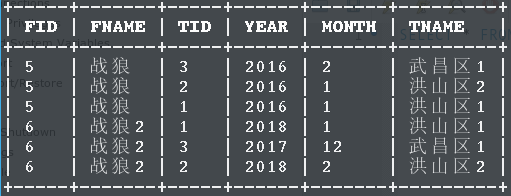 FID FNAME TID YEAR MONTH TNAME
5 战狼 3 2016 2 武昌区1
5 战狼 2 2016 1 洪山区2
5 战狼 1 2016 1 洪山区1
6 战狼2 1 2018 1 洪山区1
6 战狼2 3 2017 12 武昌区1
6 战狼2 2 2018 2 洪山区2